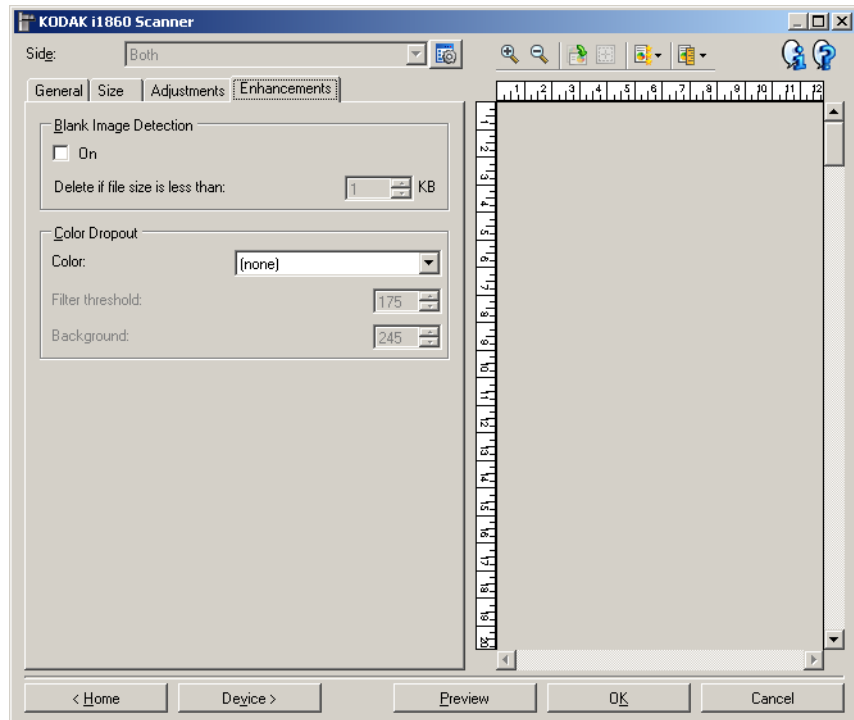 KODAK i1860 Scanner
Side: Both
General Size Adjustments Enhancements
Blank Image Detection
On
Delete if file size is less than: 1 KB
Color Dropout
Color: (none)
Filter threshold: 175
Background: 245
1 2 3 4 5 6 7 8 9 10 11 12
1
2
3
4
5
6
7
8
9
10
11
12
13
14
15
16
17
18
19
20
< Home Device > Preview OK Cancel